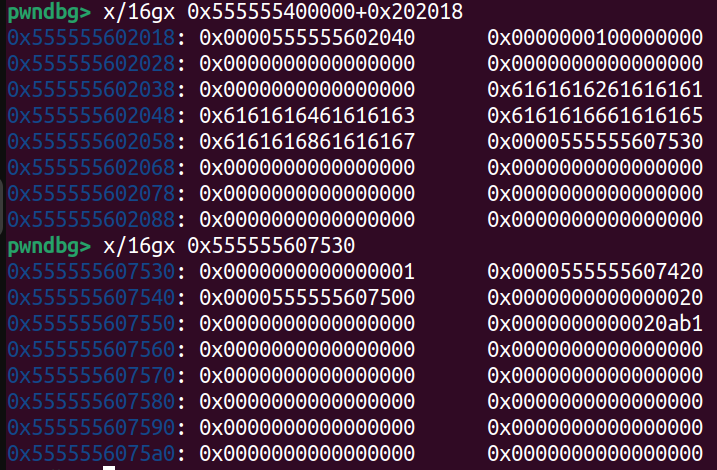 pwndbg> x/16gx 0x555555400000+0x202018
0x555555602018: 0x0000555555602040 0x0000000100000000
0x555555602028: 0x0000000000000000 0x0000000000000000
0x555555602038: 0x0000000000000000 0x6161616261616161
0x555555602048: 0x6161616461616163 0x6161616661616165
0x555555602058: 0x6161616861616167 0x0000555555607530
0x555555602068: 0x0000000000000000 0x0000000000000000
0x555555602078: 0x0000000000000000 0x0000000000000000
0x555555602088: 0x0000000000000000 0x0000000000000000
pwndbg> x/16gx 0x555555607530
0x555555607530: 0x0000000000000001 0x0000555555607420
0x555555607540: 0x0000555555607500 0x0000000000000020
0x555555607550: 0x0000000000000000 0x0000000000020ab1
0x555555607560: 0x0000000000000000 0x0000000000000000
0x555555607570: 0x0000000000000000 0x0000000000000000
0x555555607580: 0x0000000000000000 0x0000000000000000
0x555555607590: 0x0000000000000000 0x0000000000000000
0x5555556075a0: 0x0000000000000000 0x0000000000000000